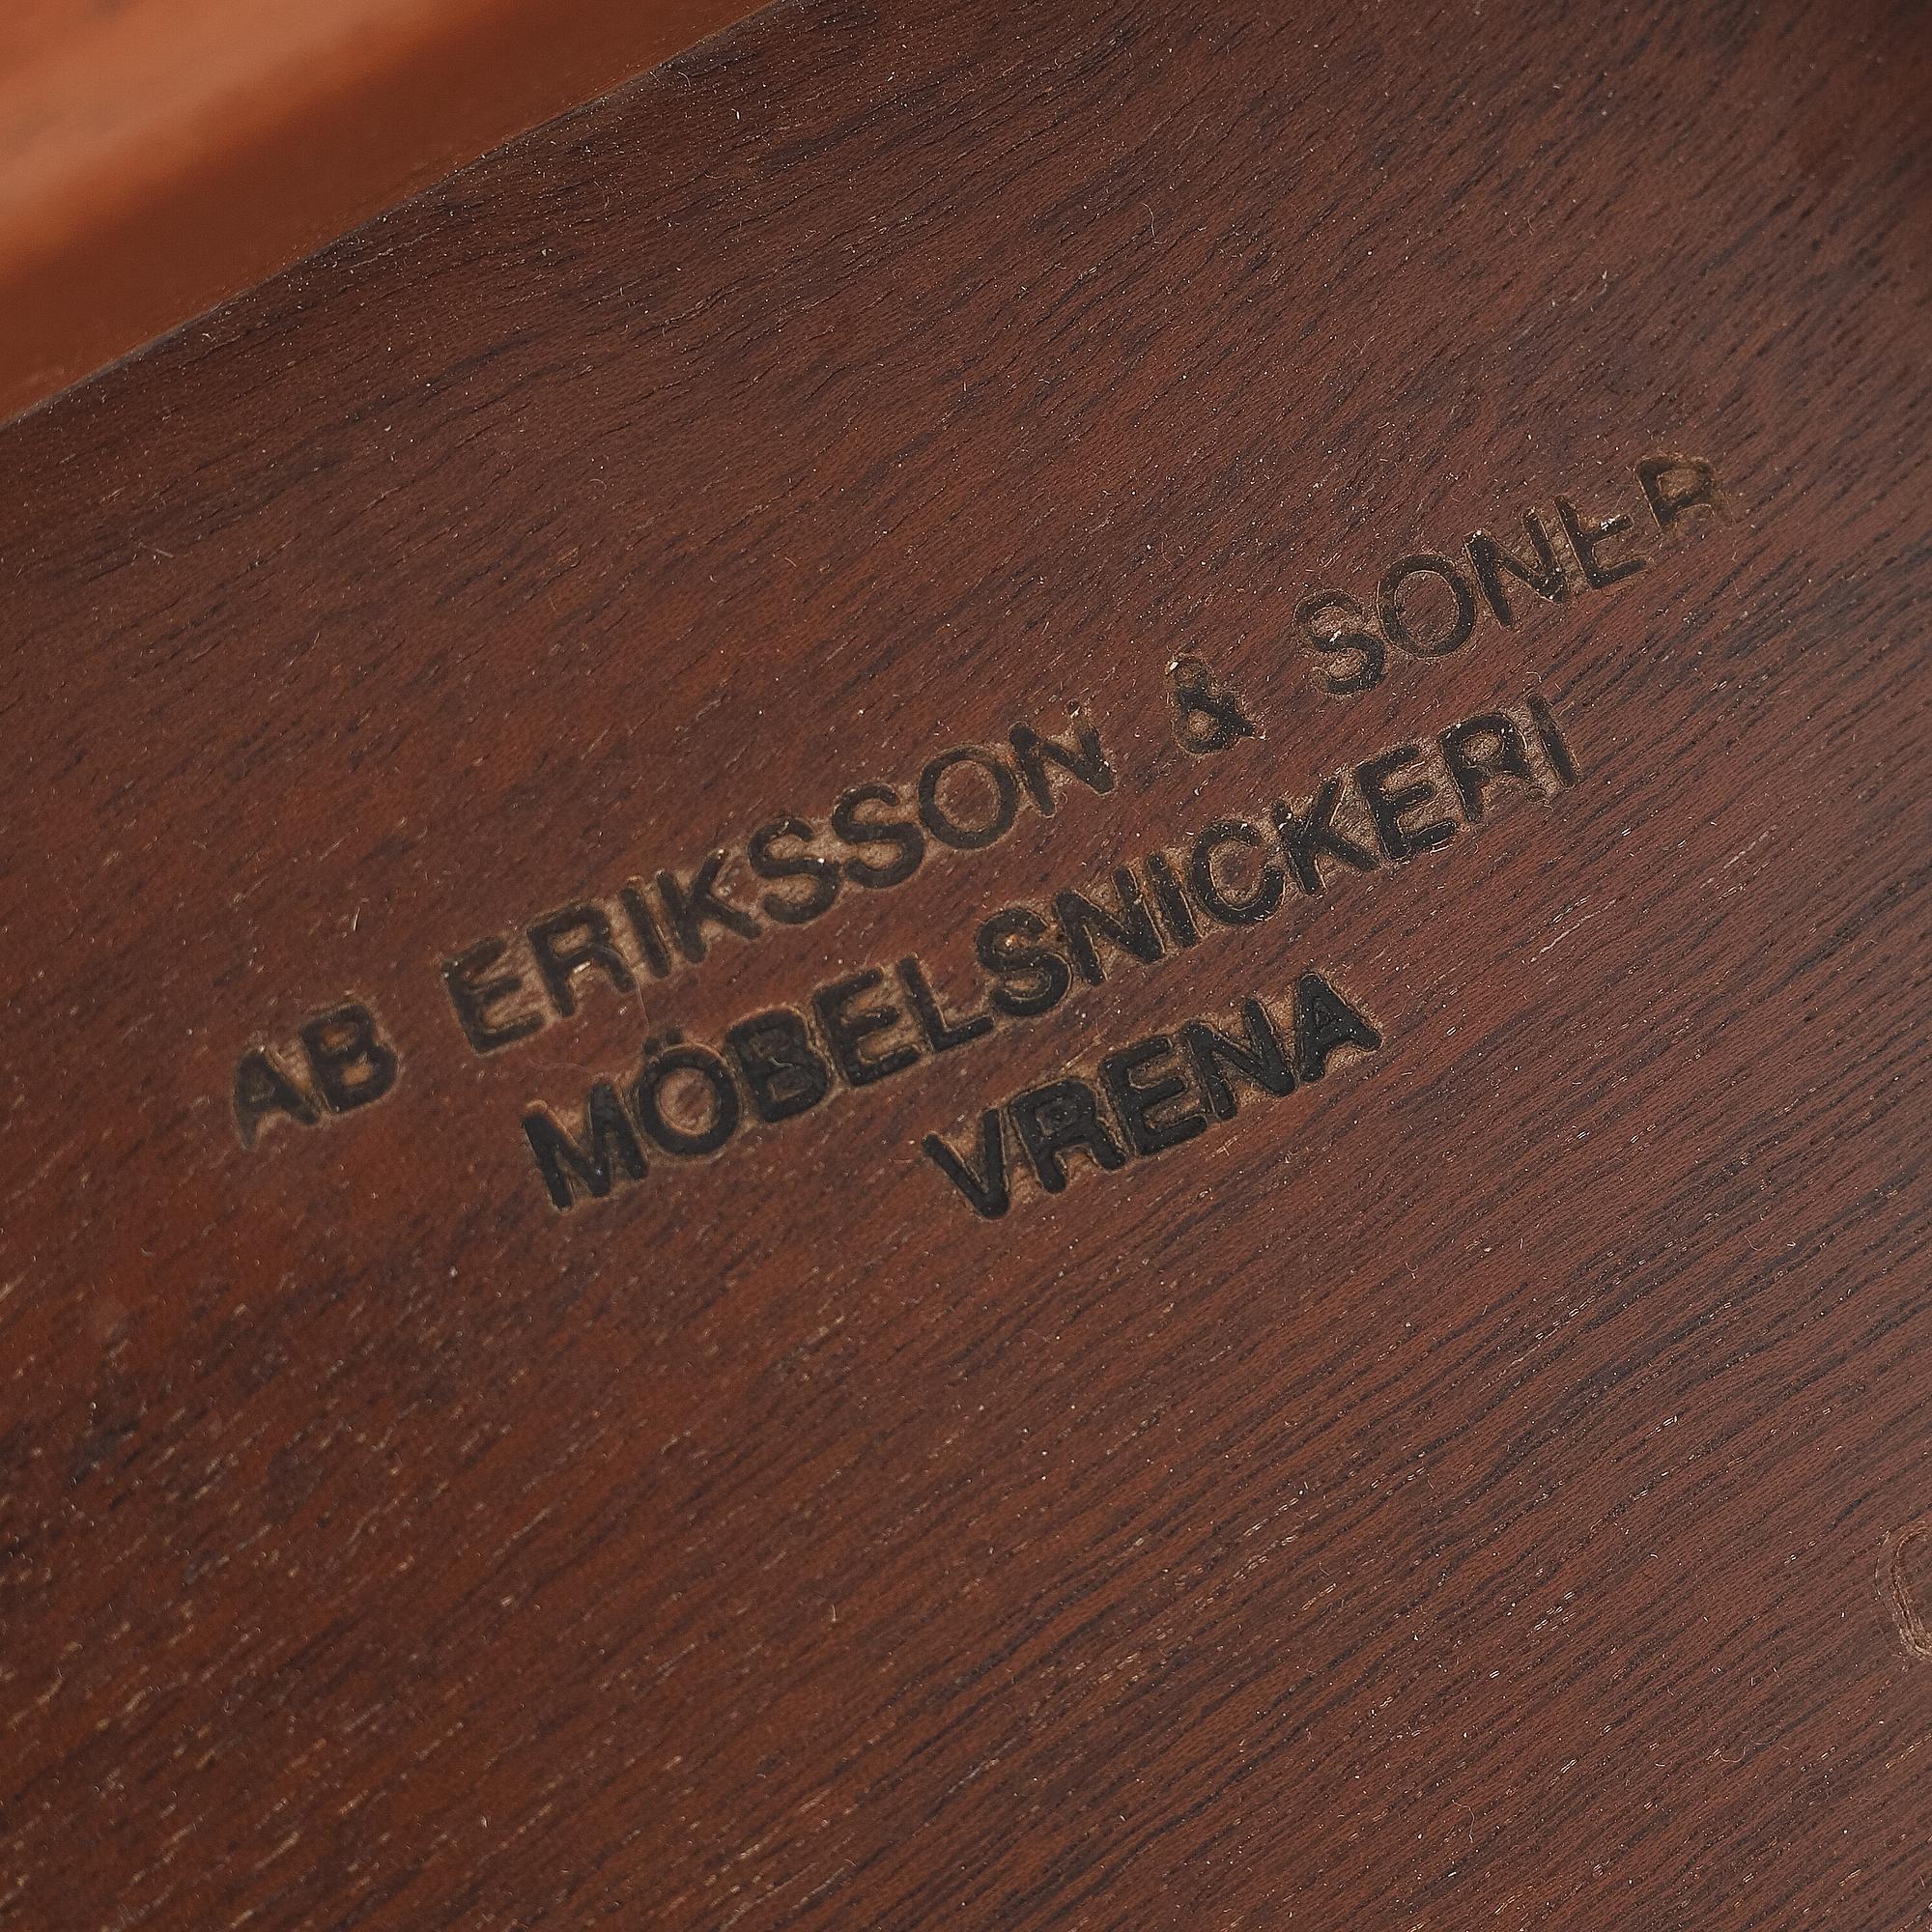 AB ERIKSSON & SONER
MÖBELSNICKERI
VRENA